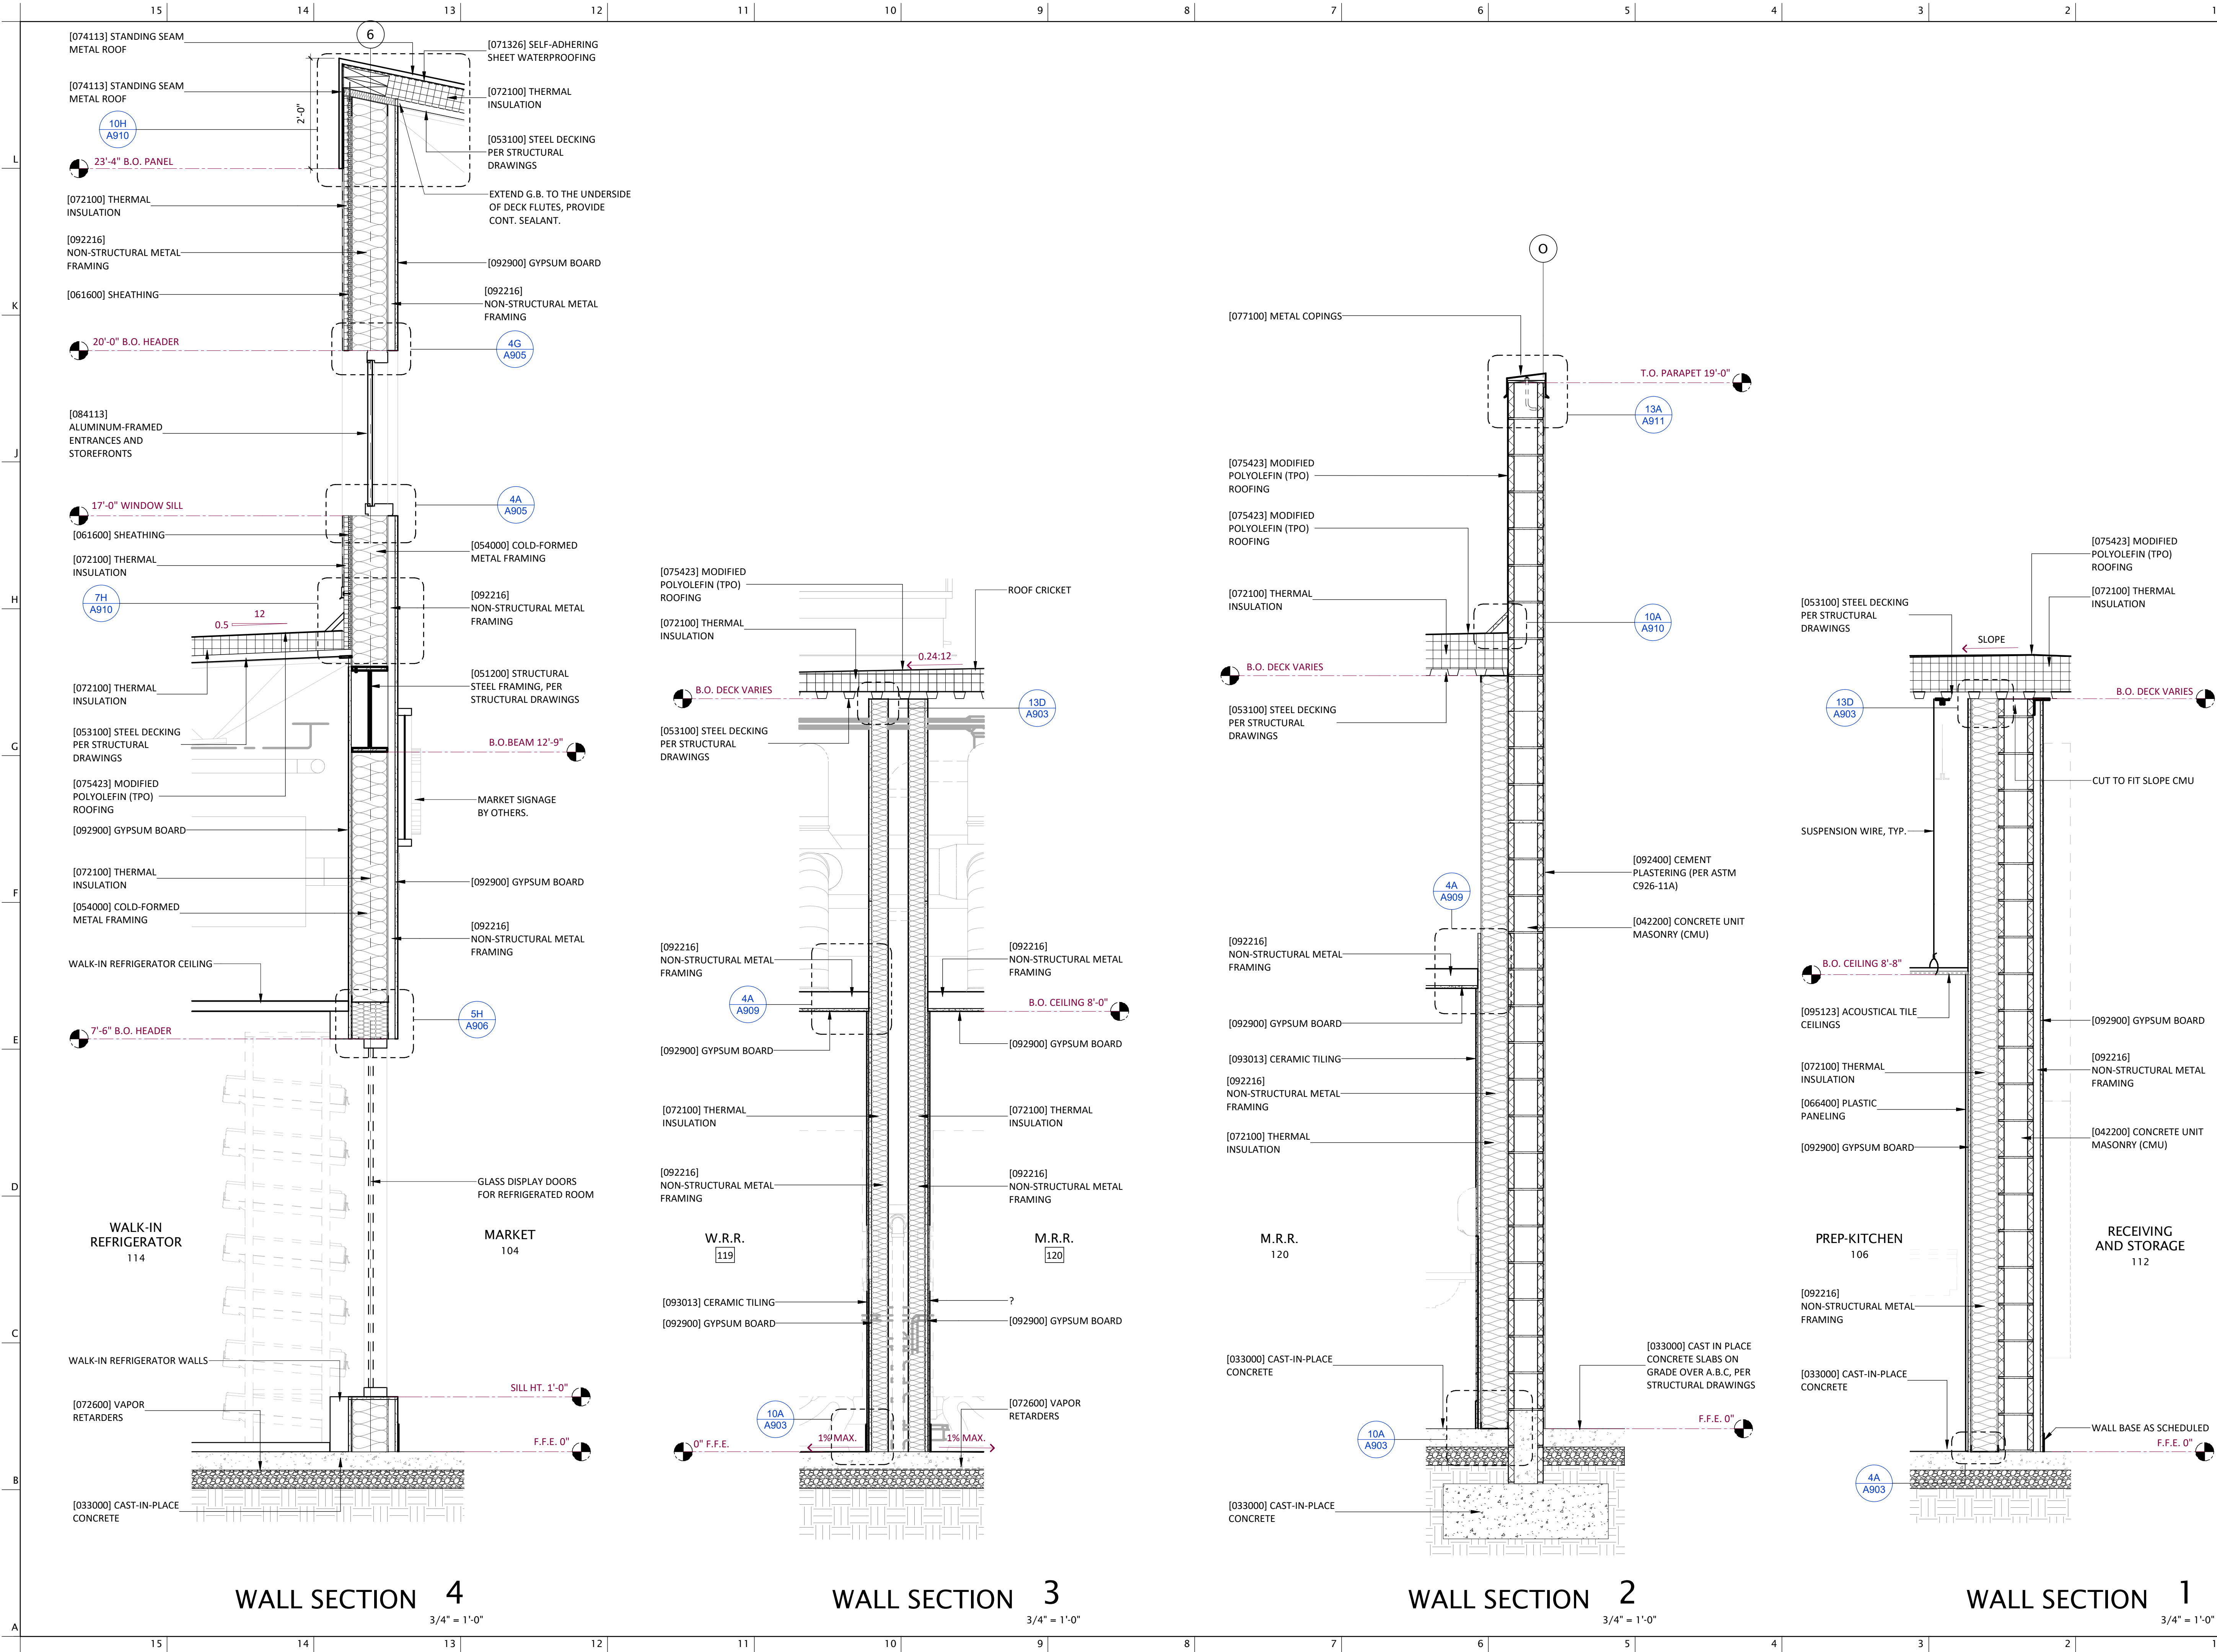 15 14 13 12 11 10 9 8 7 6 5 4 3 2 1
L
K
J
H
G
F
E
D
C
B
A
[074113] STANDING SEAM
METAL ROOF
6
[071326] SELF-ADHERING
SHEET WATERPROOFING
[074113] STANDING SEAM
METAL ROOF
2'-0"
[072100] THERMAL
INSULATION
10H
A910
[053100] STEEL DECKING
PER STRUCTURAL
DRAWINGS
23'-4" B.O. PANEL
EXTEND G.B. TO THE UNDERSIDE
OF DECK FLUTES, PROVIDE
CONT. SEALANT.
[072100] THERMAL
INSULATION
[092216]
NON-STRUCTURAL METAL
FRAMING
[092900] GYPSUM BOARD
[061600] SHEATHING
[092216]
NON-STRUCTURAL METAL
FRAMING
20'-0" B.O. HEADER
4G
A905
[084113]
ALUMINUM-FRAMED
ENTRANCES AND
STOREFRONTS
4A
A905
17'-0" WINDOW SILL
[061600] SHEATHING
[054000] COLD-FORMED
METAL FRAMING
[072100] THERMAL
INSULATION
7H
A910
[092216]
NON-STRUCTURAL METAL
FRAMING
12
0.5
[072100] THERMAL
INSULATION
[051200] STRUCTURAL
STEEL FRAMING, PER
STRUCTURAL DRAWINGS
[053100] STEEL DECKING
PER STRUCTURAL
DRAWINGS
B.O.BEAM 12'-9"
[075423] MODIFIED
POLYOLEFIN (TPO)
ROOFING
MARKET SIGNAGE
BY OTHERS.
[092900] GYPSUM BOARD
[072100] THERMAL
INSULATION
[092900] GYPSUM BOARD
[054000] COLD-FORMED
METAL FRAMING
[092216]
NON-STRUCTURAL METAL
FRAMING
WALK-IN REFRIGERATOR CEILING
5H
A906
7'-6" B.O. HEADER
GLASS DISPLAY DOORS
FOR REFRIGERATED ROOM
WALK-IN
REFRIGERATOR
114
MARKET
104
WALK-IN REFRIGERATOR WALLS
SILL HT. 1'-0"
[072600] VAPOR
RETARDERS
F.F.E. 0"
[033000] CAST-IN-PLACE
CONCRETE
WALL SECTION 4
3/4" = 1'-0"
[075423] MODIFIED
POLYOLEFIN (TPO)
ROOFING
ROOF CRICKET
[072100] THERMAL
INSULATION
0.24:12
B.O. DECK VARIES
13D
A903
[053100] STEEL DECKING
PER STRUCTURAL
DRAWINGS
[092216]
NON-STRUCTURAL METAL
FRAMING
[092216]
NON-STRUCTURAL METAL
FRAMING
4A
A909
B.O. CEILING 8'-0"
[092900] GYPSUM BOARD
[092900] GYPSUM BOARD
[072100] THERMAL
INSULATION
[072100] THERMAL
INSULATION
[092216]
NON-STRUCTURAL METAL
FRAMING
[092216]
NON-STRUCTURAL METAL
FRAMING
W.R.R.
119
M.R.R.
120
[093013] CERAMIC TILING
?
[092900] GYPSUM BOARD
[092900] GYPSUM BOARD
[072600] VAPOR
RETARDERS
10A
A903
0" F.F.E.
1% MAX.
1% MAX.
WALL SECTION 3
3/4" = 1'-0"
O
[077100] METAL COPINGS
T.O. PARAPET 19'-0"
13A
A911
[075423] MODIFIED
POLYOLEFIN (TPO)
ROOFING
[075423] MODIFIED
POLYOLEFIN (TPO)
ROOFING
[072100] THERMAL
INSULATION
10A
A910
B.O. DECK VARIES
[053100] STEEL DECKING
PER STRUCTURAL
DRAWINGS
[092400] CEMENT
PLASTERING (PER ASTM
C926-11A)
4A
A909
[042200] CONCRETE UNIT
MASONRY (CMU)
[092216]
NON-STRUCTURAL METAL
FRAMING
[092900] GYPSUM BOARD
[093013] CERAMIC TILING
[092216]
NON-STRUCTURAL METAL
FRAMING
[072100] THERMAL
INSULATION
M.R.R.
120
[033000] CAST-IN-PLACE
CONCRETE
[033000] CAST IN PLACE
CONCRETE SLABS ON
GRADE OVER A.B.C, PER
STRUCTURAL DRAWINGS
F.F.E. 0"
10A
A903
[033000] CAST-IN-PLACE
CONCRETE
WALL SECTION 2
3/4" = 1'-0"
[075423] MODIFIED
POLYOLEFIN (TPO)
ROOFING
[072100] THERMAL
INSULATION
[053100] STEEL DECKING
PER STRUCTURAL
DRAWINGS
SLOPE
B.O. DECK VARIES
13D
A903
CUT TO FIT SLOPE CMU
SUSPENSION WIRE, TYP.
B.O. CEILING 8'-8"
[095123] ACOUSTICAL TILE
CEILINGS
[092900] GYPSUM BOARD
[072100] THERMAL
INSULATION
[092216]
NON-STRUCTURAL METAL
FRAMING
[066400] PLASTIC
PANELING
[042200] CONCRETE UNIT
MASONRY (CMU)
[092900] GYPSUM BOARD
PREP-KITCHEN
106
RECEIVING
AND STORAGE
112
[092216]
NON-STRUCTURAL METAL
FRAMING
[033000] CAST-IN-PLACE
CONCRETE
WALL BASE AS SCHEDULED
F.F.E. 0"
4A
A903
WALL SECTION 1
3/4" = 1'-0"
15 14 13 12 11 10 9 8 7 6 5 4 3 2 1